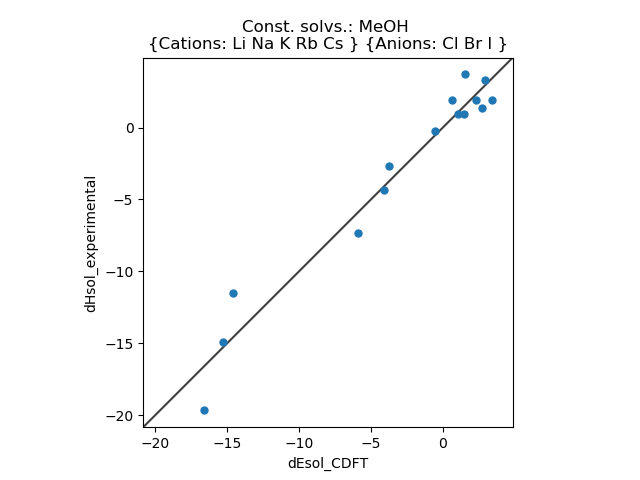 Const. solvs.: MeOH
{Cations: Li Na K Rb Cs } {Anions: Cl Br I }
dHsol_experimental
0
−5
−10
−15
−20
−20
−15
−10
−5
0
dEsol_CDFT